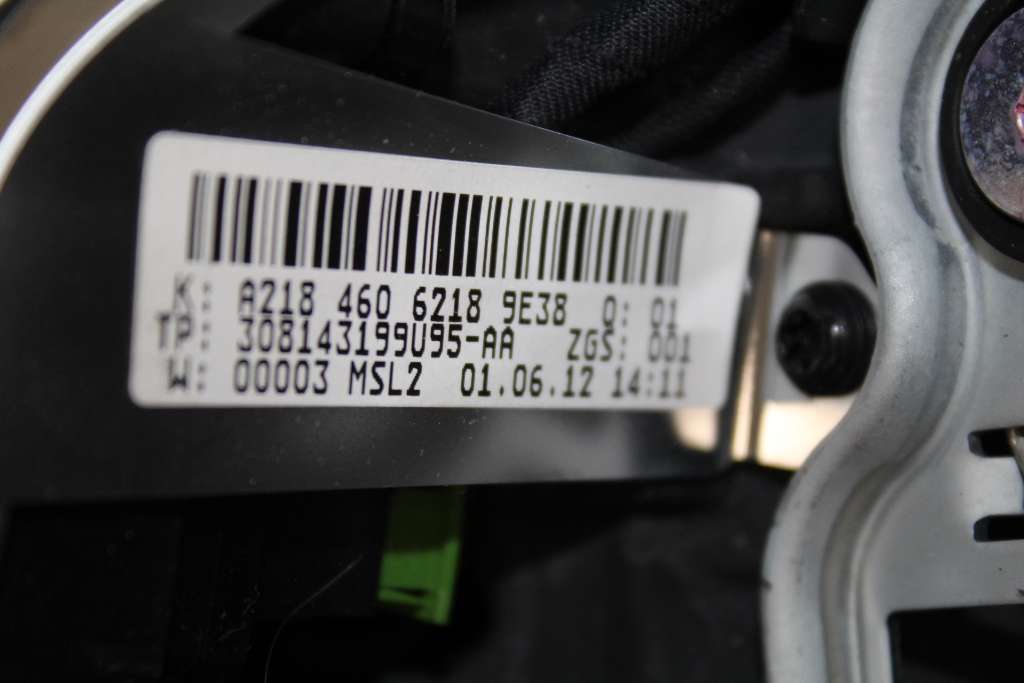 K: A218 460 6218 9E38 Q: 01
TP: 308143199U95-AA ZGS: 001
W: 00003 MSL2 01.06.12 14:11